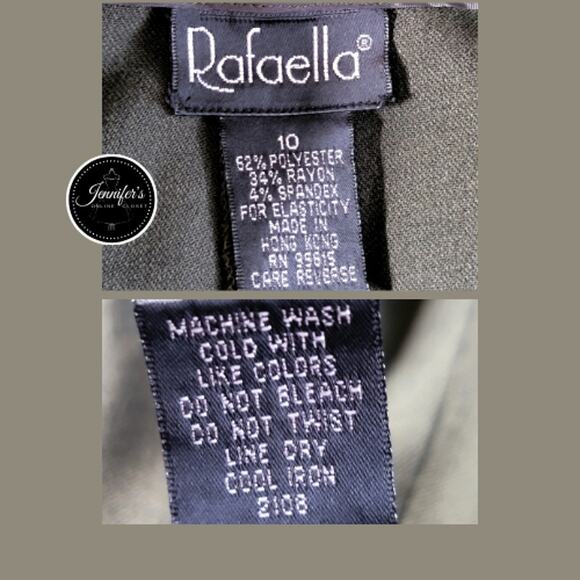 Rafaella®
10
62% POLYESTER
34% RAYON
4% SPANDEX
FOR ELASTICITY
MADE IN
HONG KONG
RN 99615
CARE REVERSE
Jennifer's
ONLINE CLOSET
MACHINE WASH
COLD WITH
LIKE COLORS
DO NOT BLEACH
DO NOT TWIST
LINE DRY
COOL IRON
2108